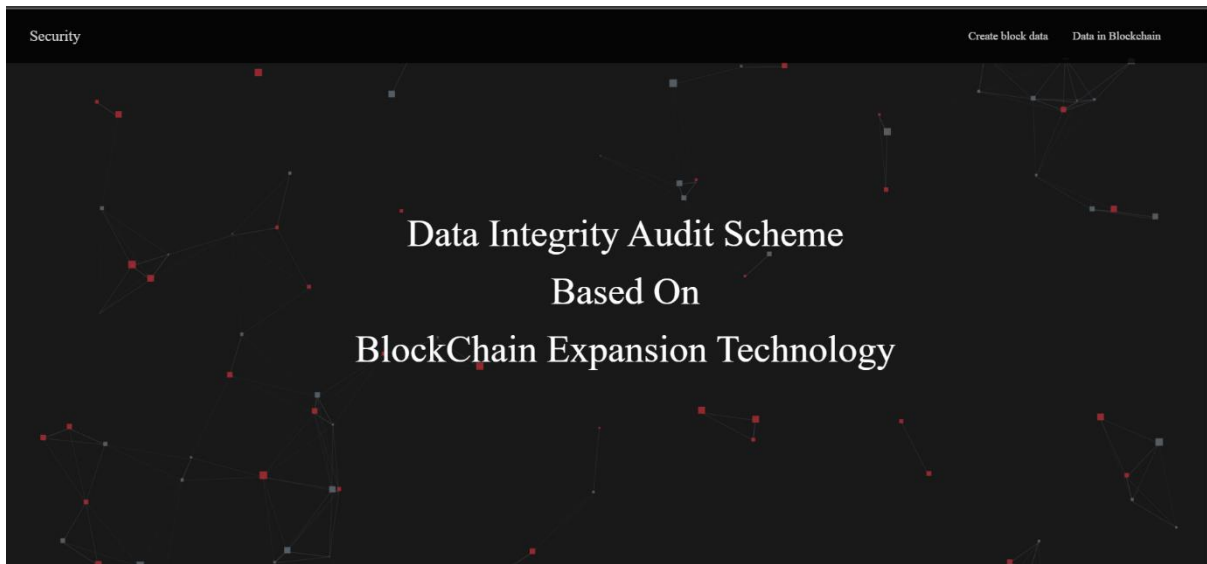 Security
Create block data
Data in Blockchain
Data Integrity Audit Scheme
Based On
BlockChain Expansion Technology